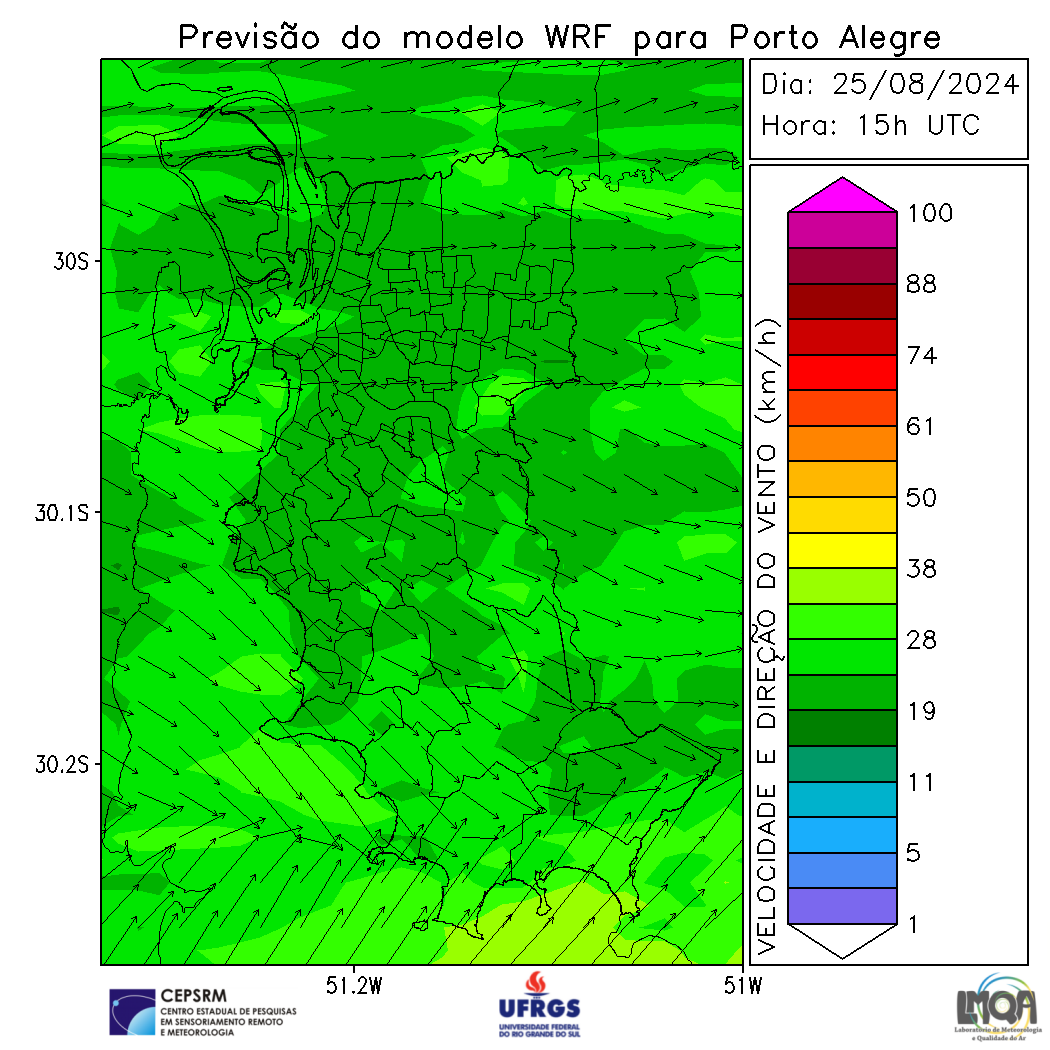 Previsão do modelo WRF para Porto Alegre
Dia: 25/08/2024
Hora: 15h UTC
30S
30.1S
30.2S
51.2W
51W
VELOCIDADE E DIREÇÃO DO VENTO (km/h)
100
88
74
61
50
38
28
19
11
5
1
CEPSRM
CENTRO ESTADUAL DE PESQUISAS
EM SENSORIAMENTO REMOTO
E METEOROLOGIA
UFRGS
UNIVERSIDADE FEDERAL
DO RIO GRANDE DO SUL
LMQA
Laboratório de Meteorologia
e Qualidade do Ar